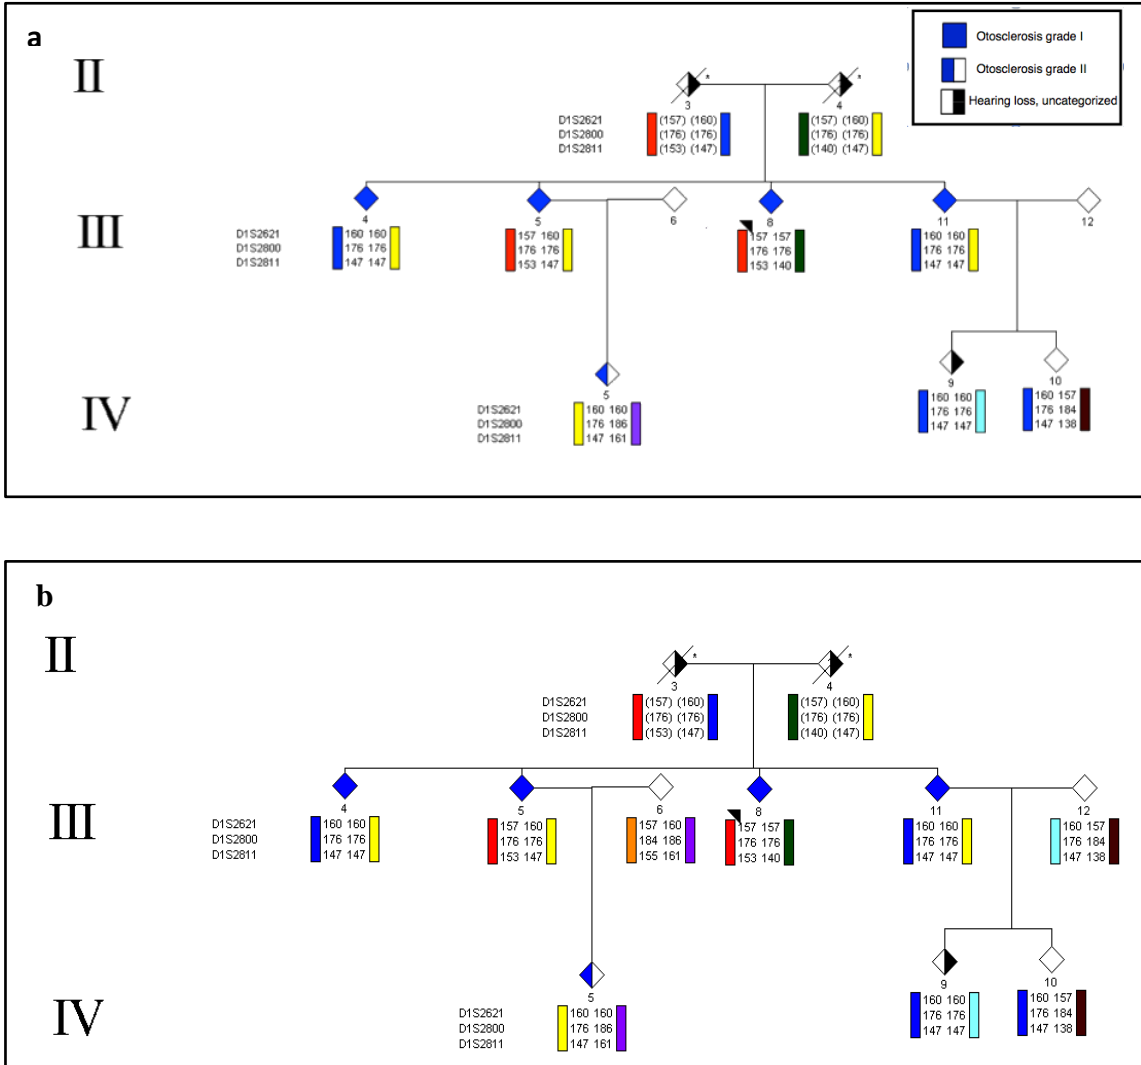 a
Otosclerosis grade I
Otosclerosis grade II
Hearing loss, uncategorized
II
* *
3 4
D1S2621 (157) (160) (157) (160)
D1S2800 (176) (176) (176) (176)
D1S2811 (153) (147) (140) (147)
III
4 5 6 8 11 12
D1S2621 160 160 157 160 157 157 160 160
D1S2800 176 176 176 176 176 176 176 176
D1S2811 147 147 153 147 153 140 147 147
IV
5 9 10
D1S2621 160 160 160 160 160 157
D1S2800 176 186 176 176 176 184
D1S2811 147 161 147 147 147 138
b
II
* *
3 4
D1S2621 (157) (160) (157) (160)
D1S2800 (176) (176) (176) (176)
D1S2811 (153) (147) (140) (147)
III
4 5 6 8 11 12
D1S2621 160 160 157 160 157 160 157 157 160 160 160 157
D1S2800 176 176 176 176 184 186 176 176 176 176 176 184
D1S2811 147 147 153 147 155 161 153 140 147 147 147 138
IV
5 9 10
D1S2621 160 160 160 160 160 157
D1S2800 176 186 176 176 176 184
D1S2811 147 161 147 147 147 138